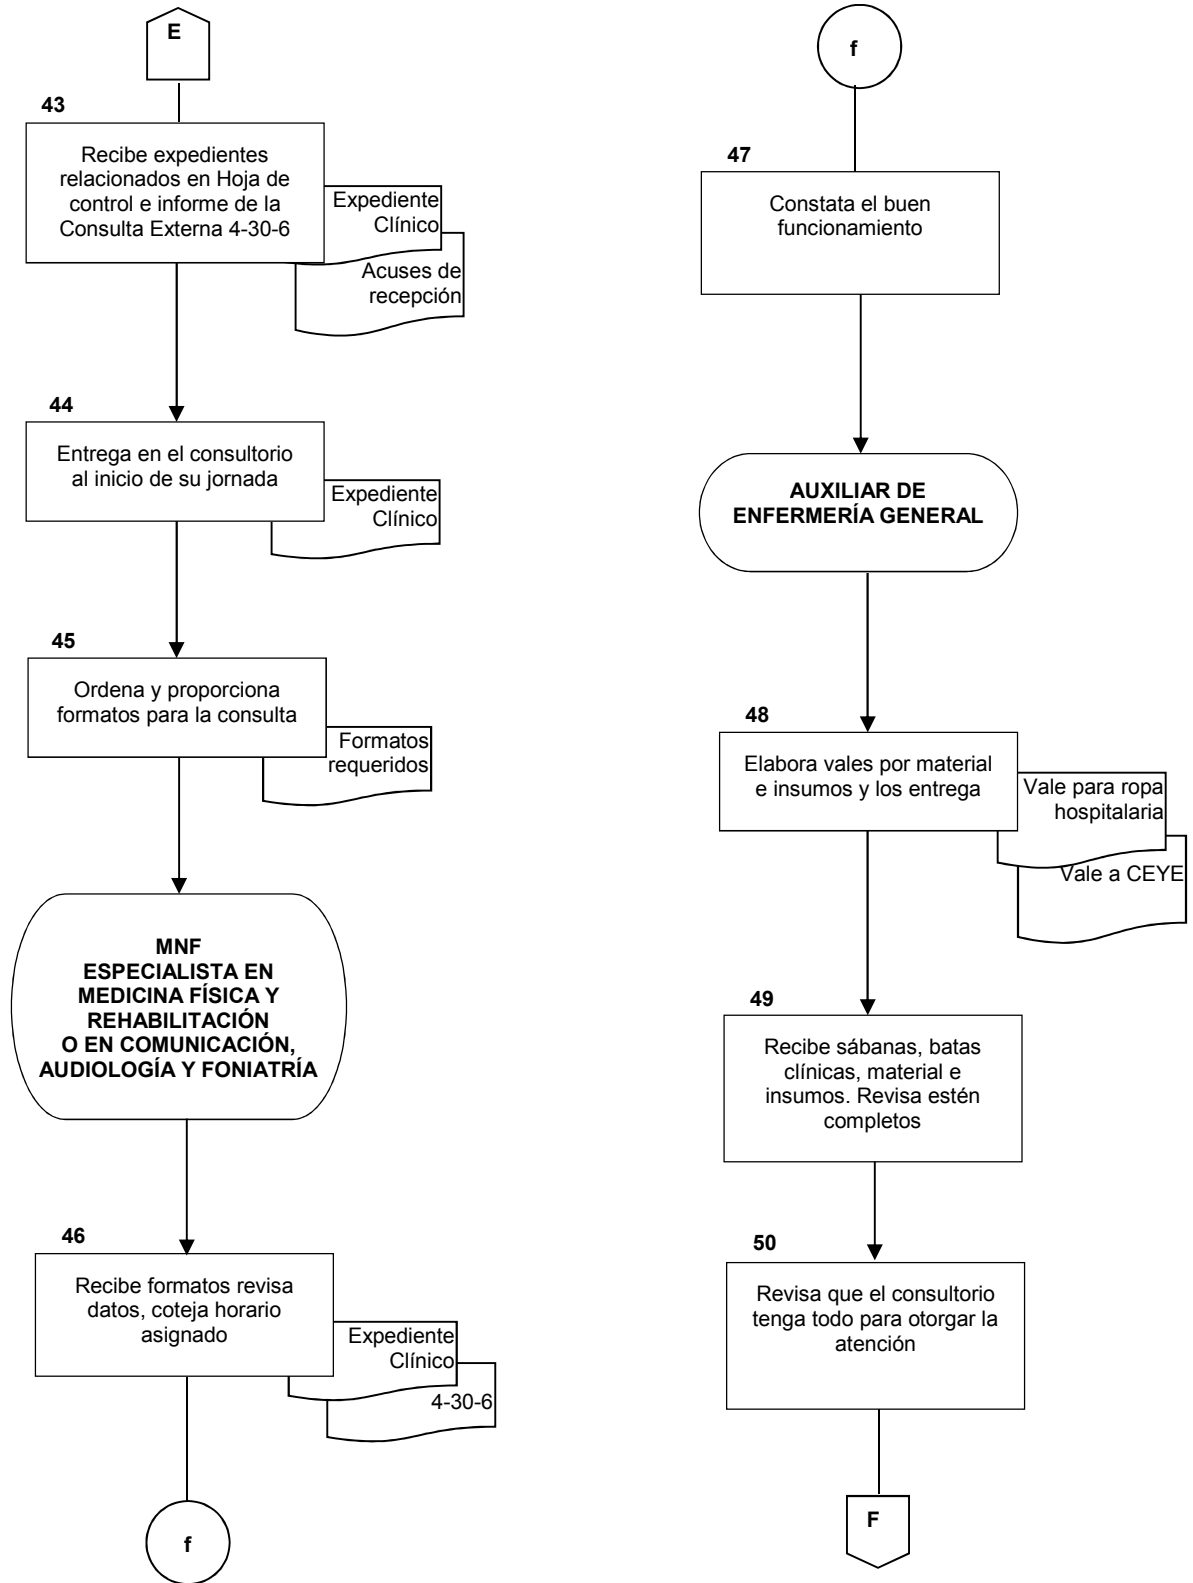 E
43
Recibe expedientes
relacionados en Hoja de
control e informe de la
Consulta Externa 4-30-6
Expediente
Clínico
Acuses de
recepción
44
Entrega en el consultorio
al inicio de su jornada
Expediente
Clínico
45
Ordena y proporciona
formatos para la consulta
Formatos
requeridos
MNF
ESPECIALISTA EN
MEDICINA FÍSICA Y
REHABILITACIÓN
O EN COMUNICACIÓN,
AUDIOLOGÍA Y FONIATRÍA
46
Recibe formatos revisa
datos, coteja horario
asignado
Expediente
Clínico
4-30-6
f
f
47
Constata el buen
funcionamiento
AUXILIAR DE
ENFERMERÍA GENERAL
48
Elabora vales por material
e insumos y los entrega
Vale para ropa
hospitalaria
Vale a CEYE
49
Recibe sábanas, batas
clínicas, material e
insumos. Revisa estén
completos
50
Revisa que el consultorio
tenga todo para otorgar la
atención
F